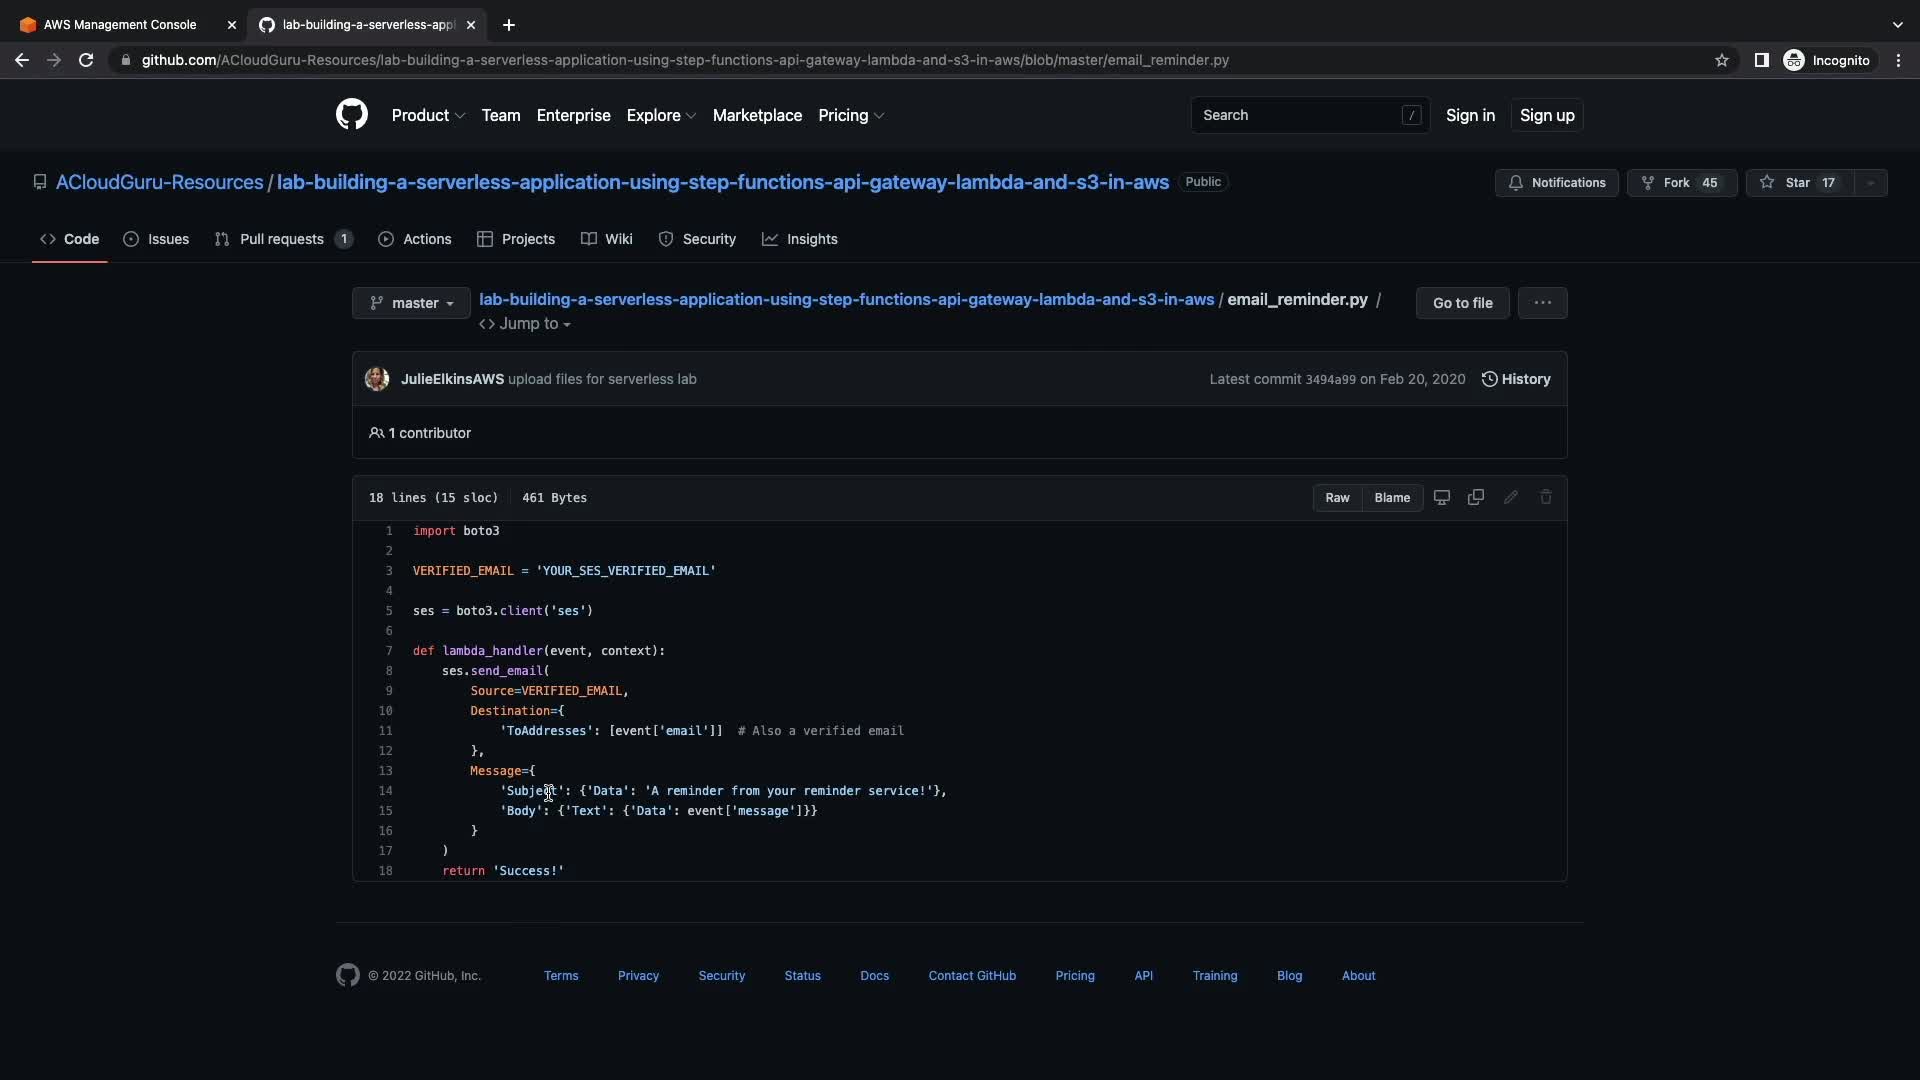 AWS Management Console
lab-building-a-serverless-appl
github.com/ACloudGuru-Resources/lab-building-a-serverless-application-using-step-functions-api-gateway-lambda-and-s3-in-aws/blob/master/email_reminder.py
Incognito
Product Team Enterprise Explore Marketplace Pricing
Search /
Sign in Sign up
ACloudGuru-Resources / lab-building-a-serverless-application-using-step-functions-api-gateway-lambda-and-s3-in-aws Public
Notifications Fork 45 Star 17
Code Issues Pull requests 1 Actions Projects Wiki Security Insights
master lab-building-a-serverless-application-using-step-functions-api-gateway-lambda-and-s3-in-aws / email_reminder.py /
Go to file ...
<> Jump to
JulieElkinsAWS upload files for serverless lab
Latest commit 3494a99 on Feb 20, 2020 History
1 contributor
18 lines (15 sloc) 461 Bytes
Raw Blame
1 import boto3
2
3 VERIFIED_EMAIL = 'YOUR_SES_VERIFIED_EMAIL'
4
5 ses = boto3.client('ses')
6
7 def lambda_handler(event, context):
8 ses.send_email(
9 Source=VERIFIED_EMAIL,
10 Destination={
11 'ToAddresses': [event['email']]  # Also a verified email
12 },
13 Message={
14 'Subject': {'Data': 'A reminder from your reminder service!'},
15 'Body': {'Text': {'Data': event['message']}}
16 }
17 )
18 return 'Success!'
© 2022 GitHub, Inc. Terms Privacy Security Status Docs Contact GitHub Pricing API Training Blog About